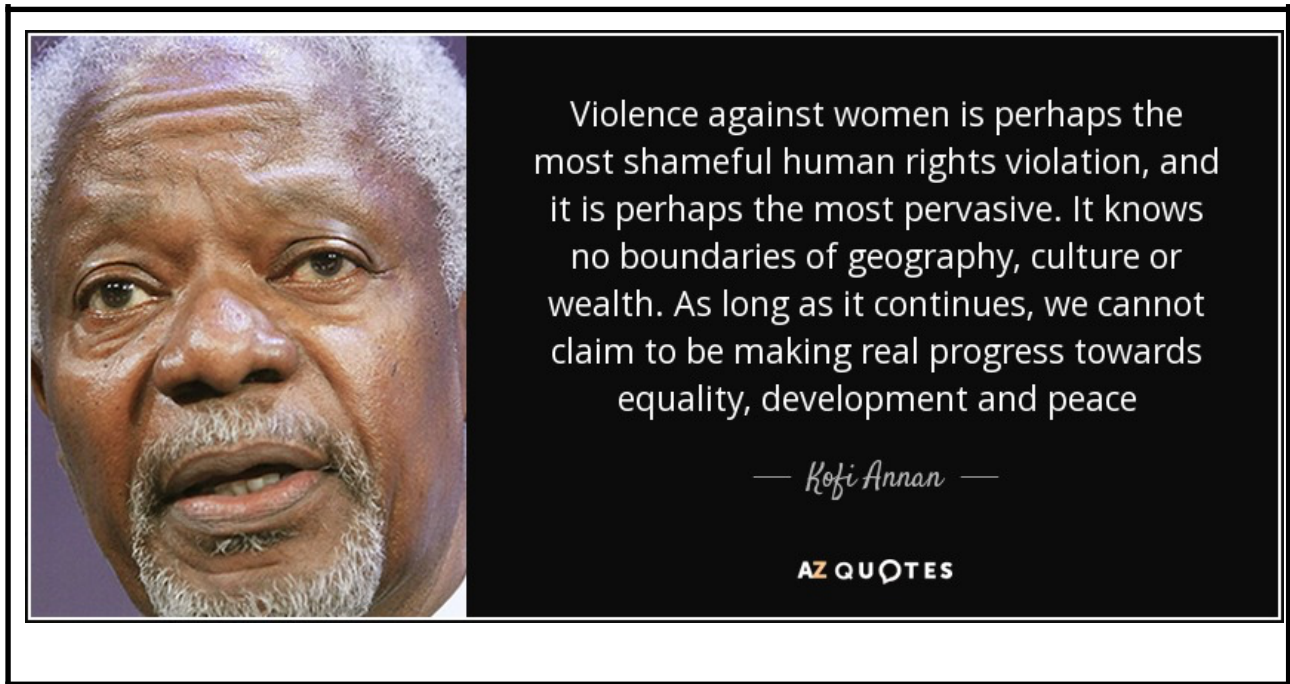 Violence against women is perhaps the
most shameful human rights violation, and
it is perhaps the most pervasive. It knows
no boundaries of geography, culture or
wealth. As long as it continues, we cannot
claim to be making real progress towards
equality, development and peace
— Kofi Annan —
AZ QUOTES